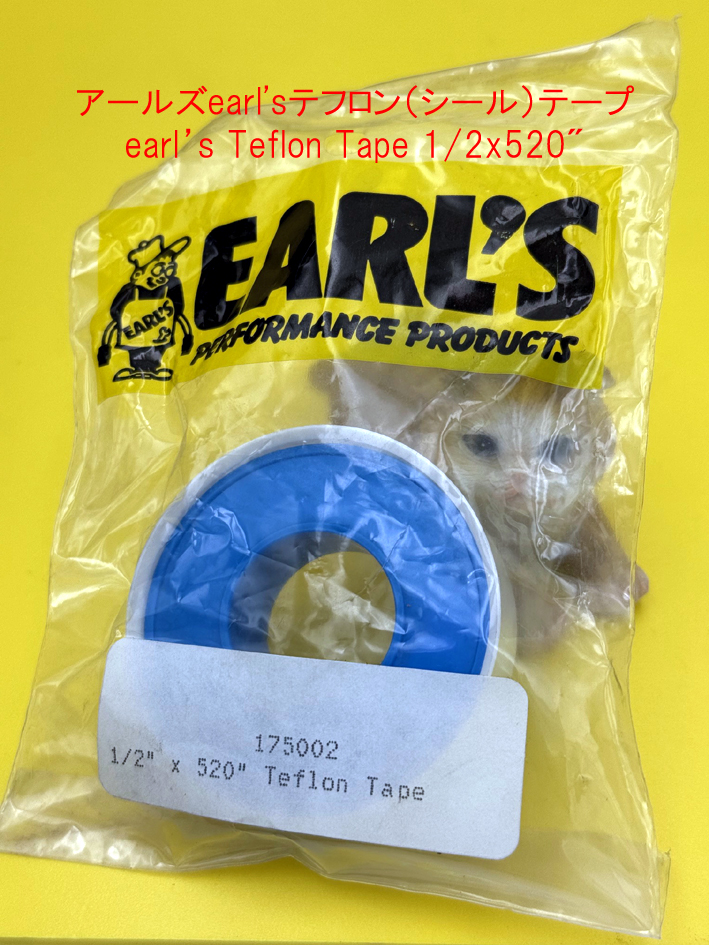 アールズearl'sテフロン(シール)テープ
earl's Teflon Tape 1/2x520"
EARL'S
PERFORMANCE PRODUCTS
EARL'S
175002
1/2" x 520" Teflon Tape